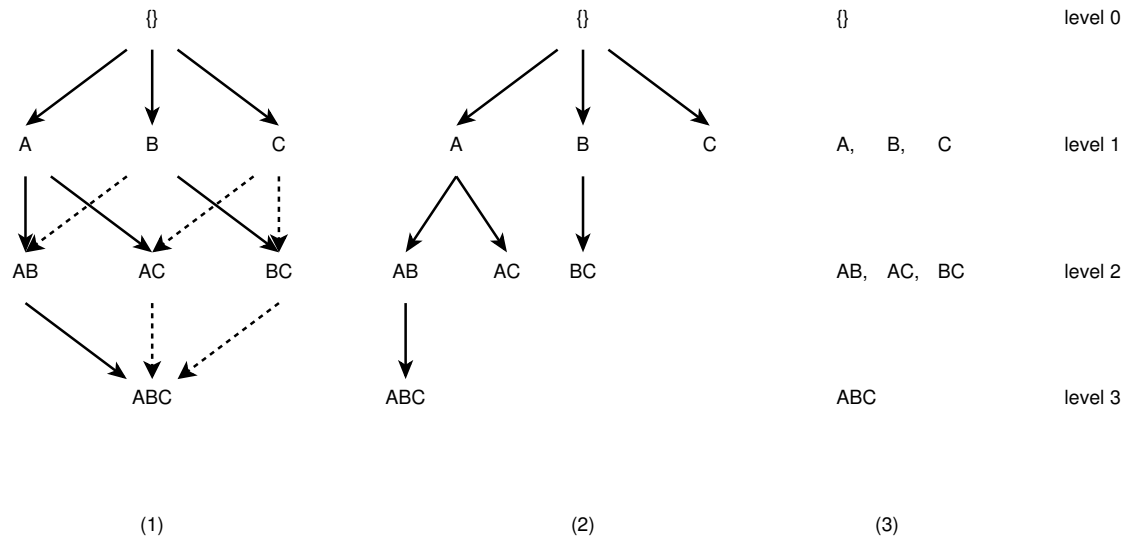 {} {} {} level 0
A B C A B C A, B, C level 1
AB AC BC AB AC BC AB, AC, BC level 2
ABC ABC ABC level 3
(1) (2) (3)